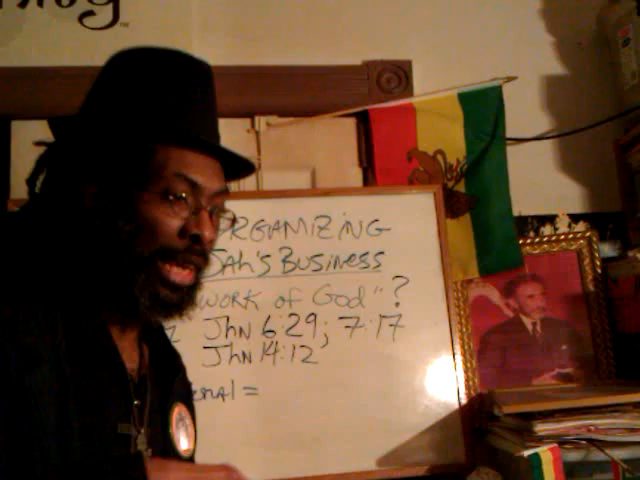 ORGANIZING
JAH'S BUSINESS
"WORK OF God"?
Jhn 6:29; 7:17
Jhn 14:12
=